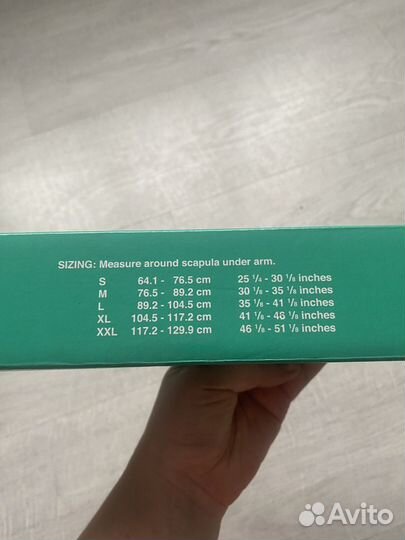 SIZING: Measure around scapula under arm.
S 64.1 - 76.5 cm 25 1/4 - 30 1/8 inches
M 76.5 - 89.2 cm 30 1/8 - 35 1/8 inches
L 89.2 - 104.5 cm 35 1/8 - 41 1/8 inches
XL 104.5 - 117.2 cm 41 1/8 - 46 1/8 inches
XXL 117.2 - 129.9 cm 46 1/8 - 51 1/8 inches
Avito